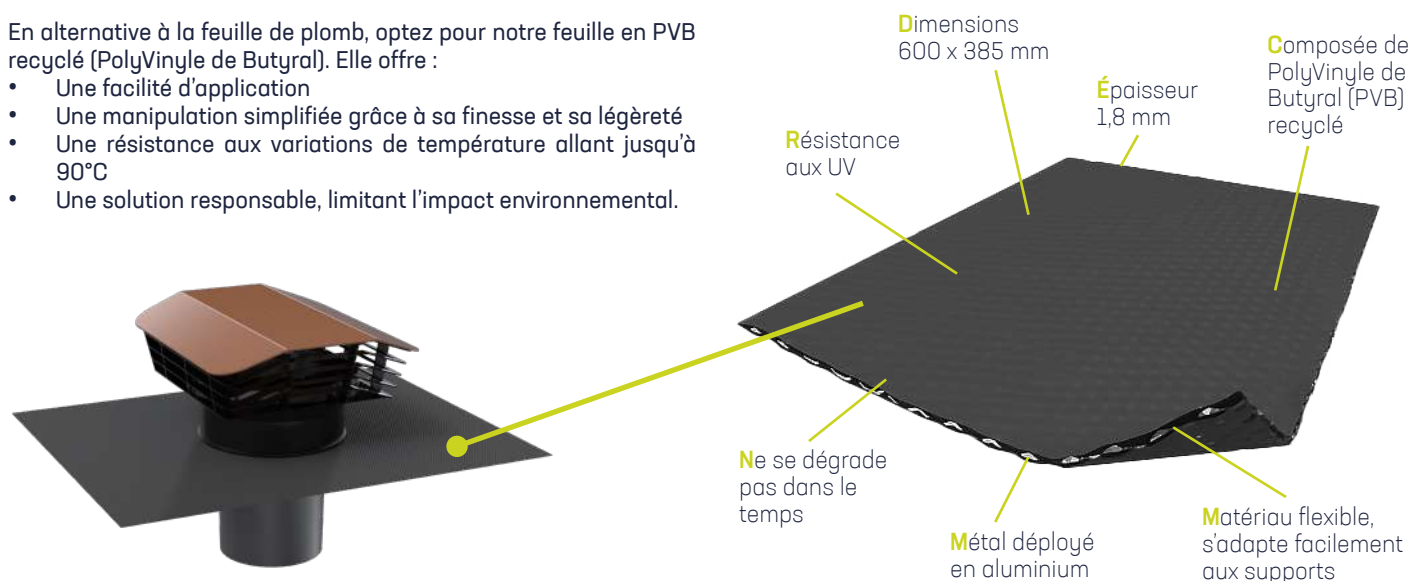 En alternative à la feuille de plomb, optez pour notre feuille en PVB
recyclé (PolyVinyle de Butyral). Elle offre :
• Une facilité d'application
• Une manipulation simplifiée grâce à sa finesse et sa légèreté
• Une résistance aux variations de température allant jusqu'à
90°C
• Une solution responsable, limitant l'impact environnemental.
Dimensions
600 x 385 mm
Composée de
PolyVinyle de
Butyral (PVB)
recyclé
Épaisseur
1,8 mm
Résistance
aux UV
Ne se dégrade
pas dans le
temps
Métal déployé
en aluminium
Matériau flexible,
s'adapte facilement
aux supports